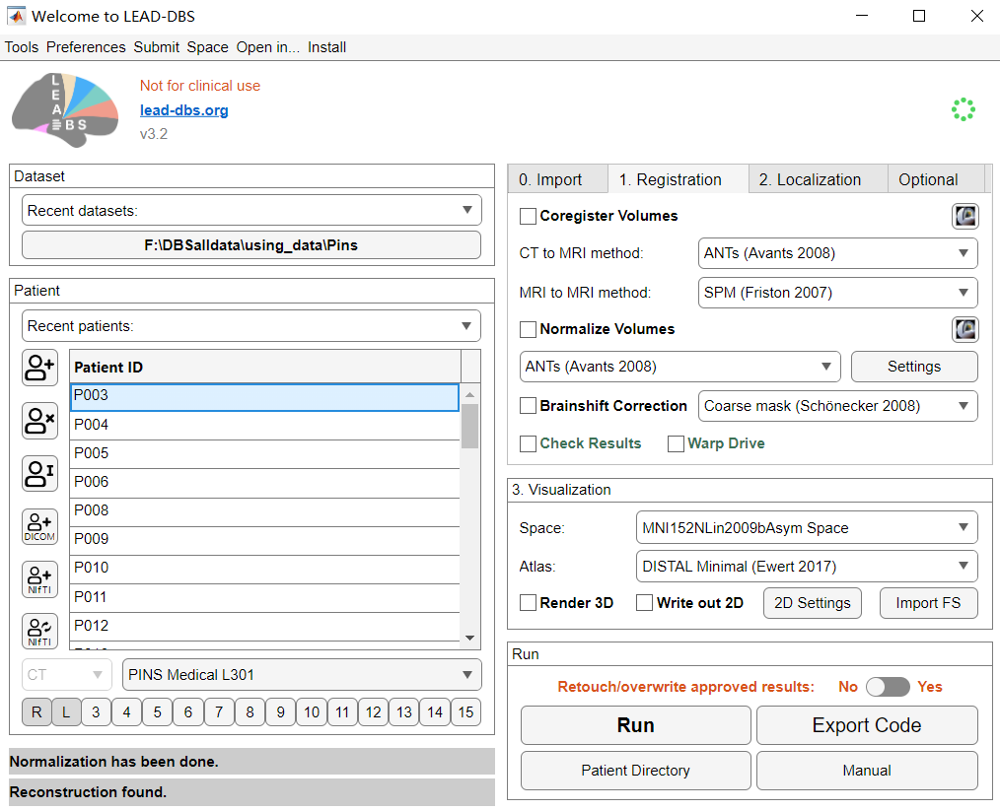 Welcome to LEAD-DBS
Tools Preferences Submit Space Open in... Install
LEAD
DBS
Not for clinical use
lead-dbs.org
v3.2
Dataset
Recent datasets:
F:\DBSalldata\using_data\Pins
Patient
Recent patients:
Patient ID
P003
P004
P005
P006
P008
P009
P010
P011
P012
DICOM
NIfTI
NIfTI
CT
PINS Medical L301
R L 3 4 5 6 7 8 9 10 11 12 13 14 15
Normalization has been done.
Reconstruction found.
0. Import 1. Registration 2. Localization Optional
Coregister Volumes
CT to MRI method: ANTs (Avants 2008)
MRI to MRI method: SPM (Friston 2007)
Normalize Volumes
ANTs (Avants 2008) Settings
Brainshift Correction Coarse mask (Schönecker 2008)
Check Results Warp Drive
3. Visualization
Space: MNI152NLin2009bAsym Space
Atlas: DISTAL Minimal (Ewert 2017)
Render 3D Write out 2D 2D Settings Import FS
Run
Retouch/overwrite approved results: No Yes
Run Export Code
Patient Directory Manual